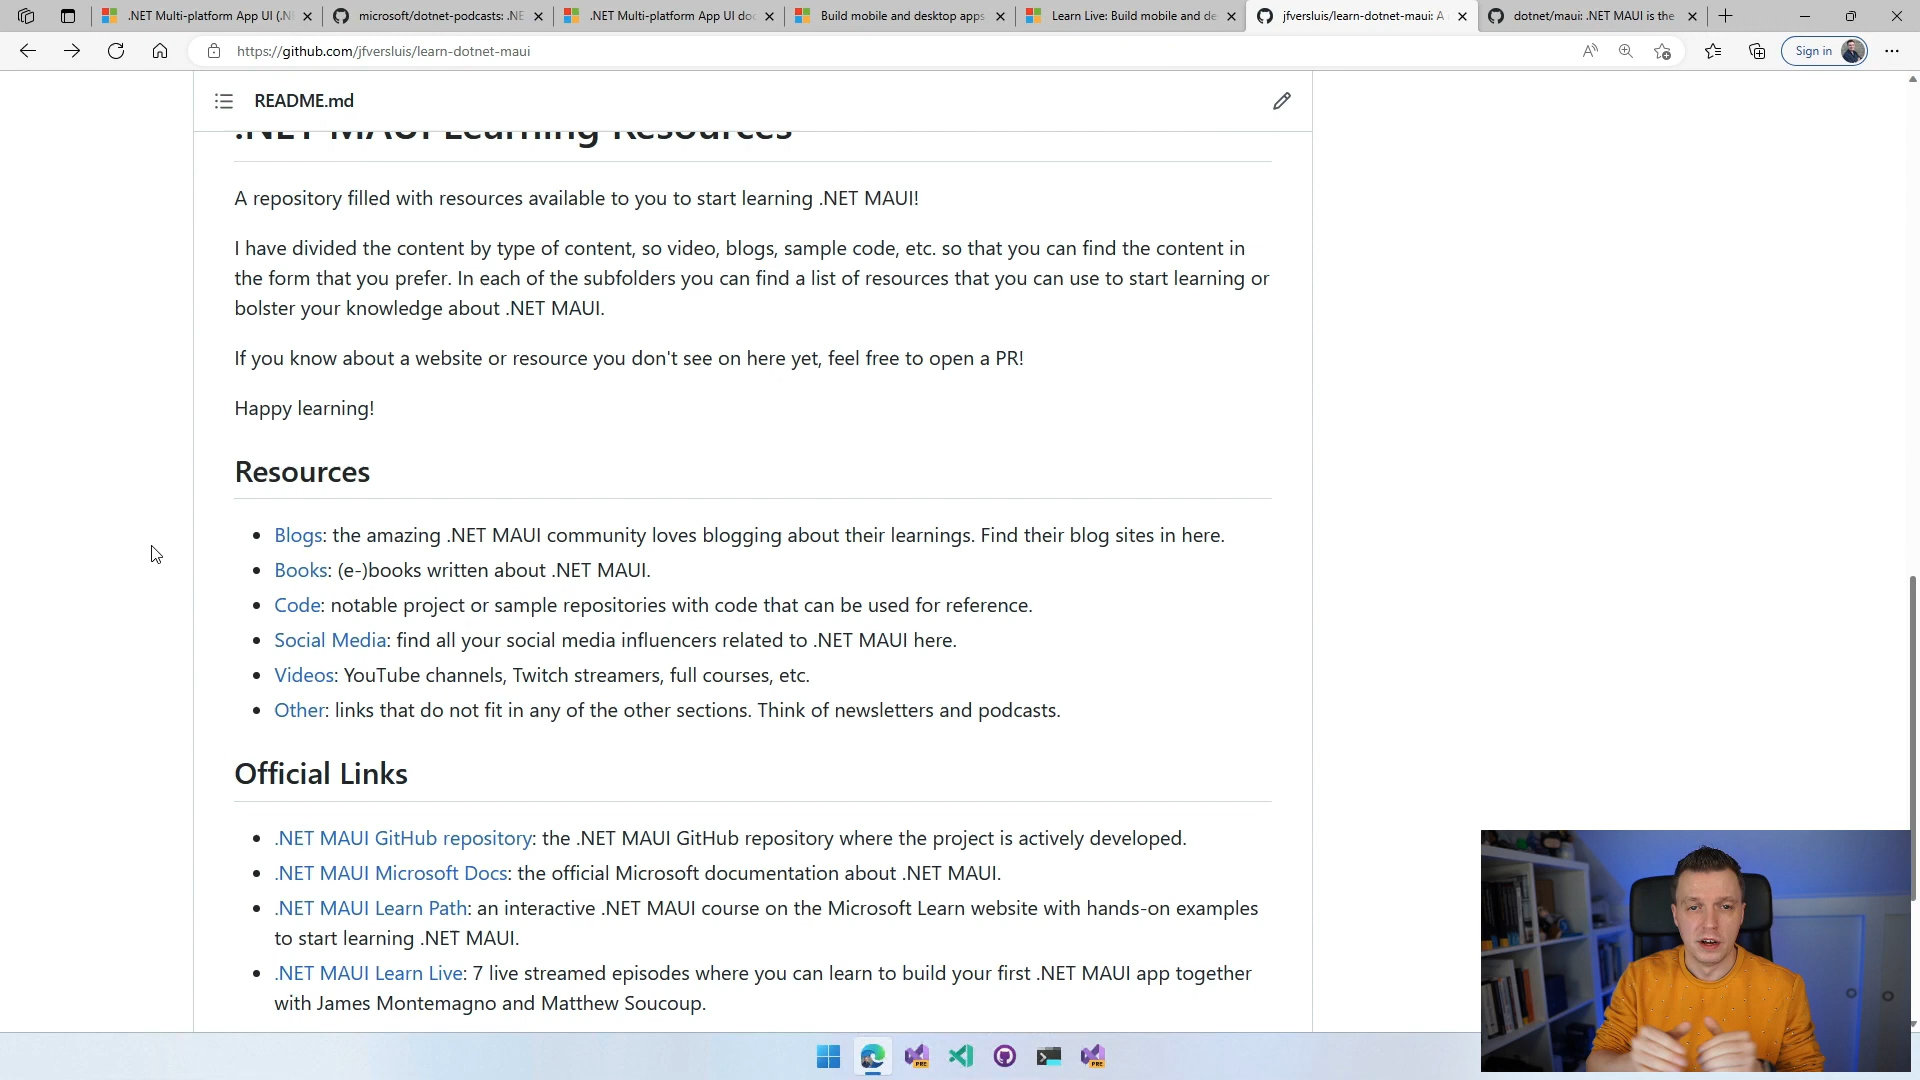 .NET Multi-platform App UI (.N
microsoft/dotnet-podcasts: .NE
.NET Multi-platform App UI do
Build mobile and desktop apps
Learn Live: Build mobile and de
jfversluis/learn-dotnet-maui: A
dotnet/maui: .NET MAUI is the
https://github.com/jfversluis/learn-dotnet-maui
Sign in
README.md
.NET MAUI Learning Resources
A repository filled with resources available to you to start learning .NET MAUI!
I have divided the content by type of content, so video, blogs, sample code, etc. so that you can find the content in
the form that you prefer. In each of the subfolders you can find a list of resources that you can use to start learning or
bolster your knowledge about .NET MAUI.
If you know about a website or resource you don't see on here yet, feel free to open a PR!
Happy learning!
Resources
• Blogs: the amazing .NET MAUI community loves blogging about their learnings. Find their blog sites in here.
• Books: (e-)books written about .NET MAUI.
• Code: notable project or sample repositories with code that can be used for reference.
• Social Media: find all your social media influencers related to .NET MAUI here.
• Videos: YouTube channels, Twitch streamers, full courses, etc.
• Other: links that do not fit in any of the other sections. Think of newsletters and podcasts.
Official Links
• .NET MAUI GitHub repository: the .NET MAUI GitHub repository where the project is actively developed.
• .NET MAUI Microsoft Docs: the official Microsoft documentation about .NET MAUI.
• .NET MAUI Learn Path: an interactive .NET MAUI course on the Microsoft Learn website with hands-on examples
to start learning .NET MAUI.
• .NET MAUI Learn Live: 7 live streamed episodes where you can learn to build your first .NET MAUI app together
with James Montemagno and Matthew Soucoup.
PRE
PRE